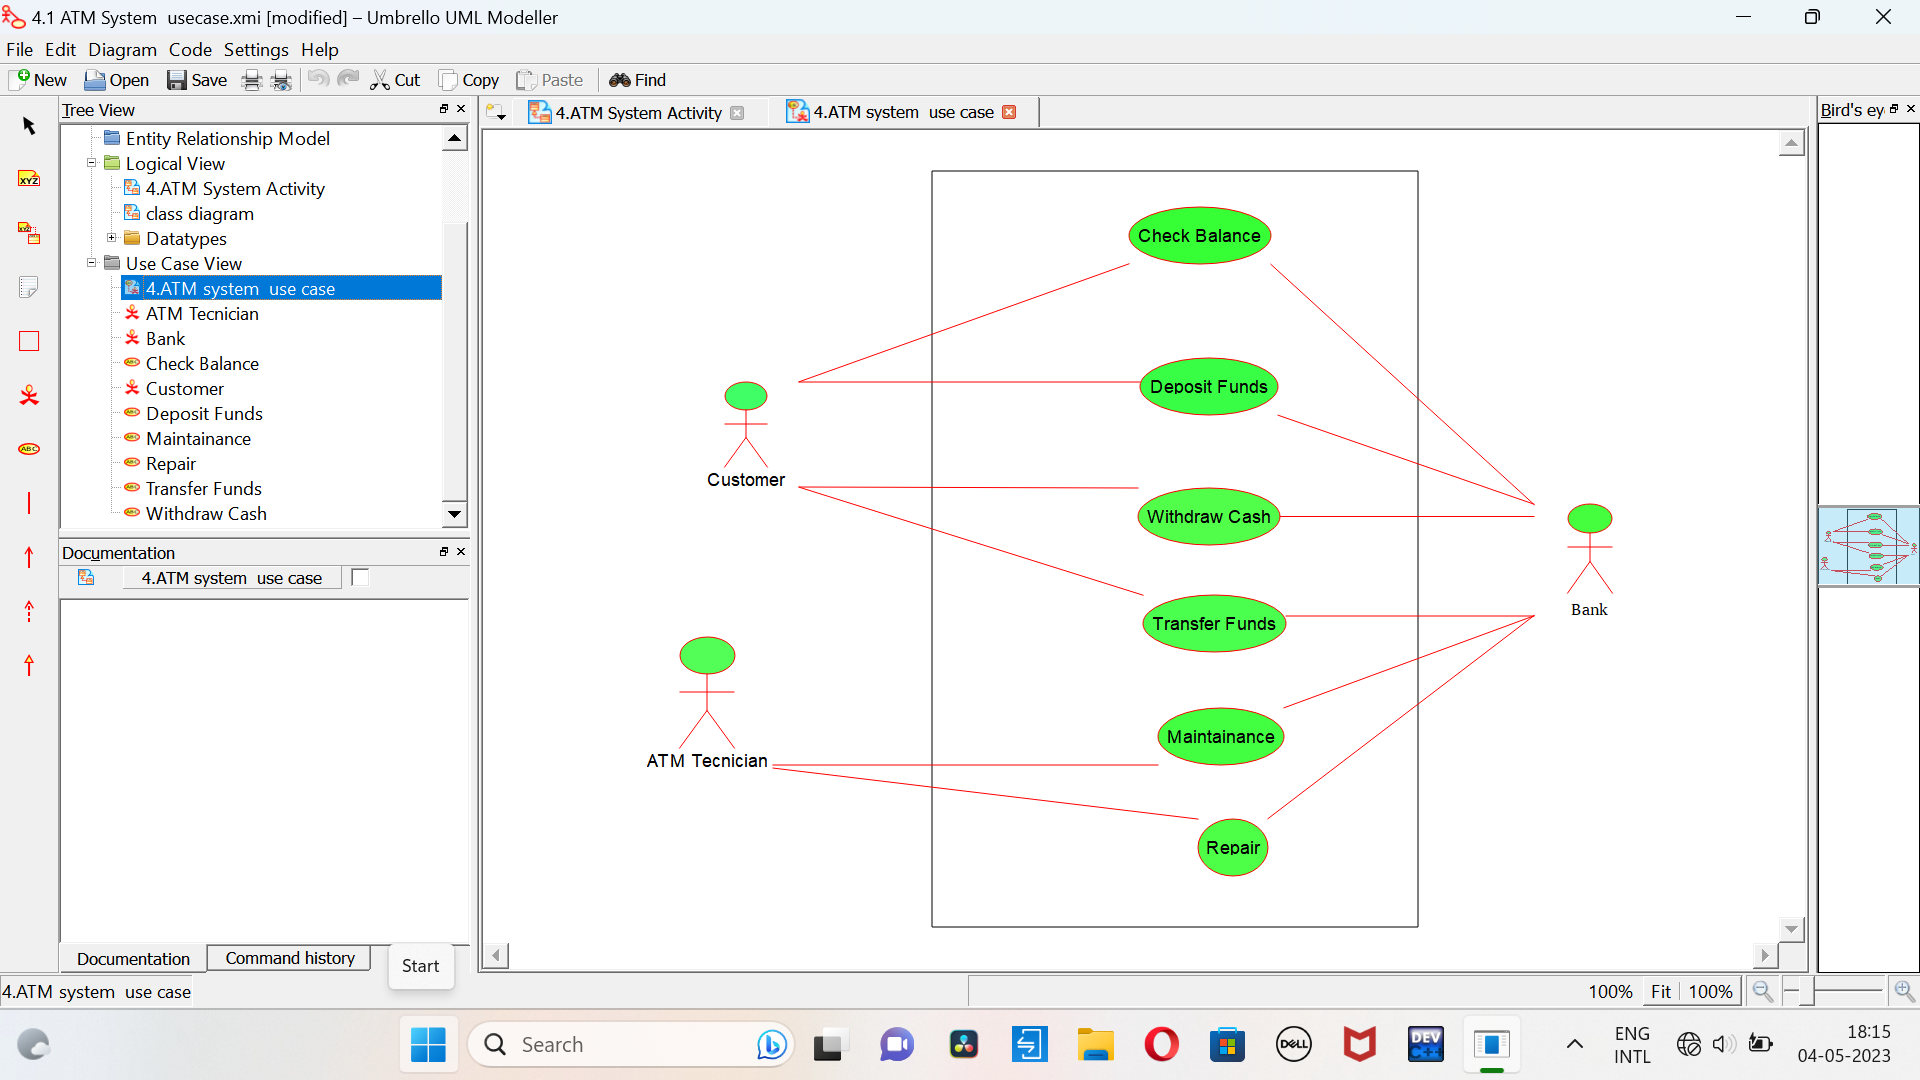 4.1 ATM System  usecase.xmi [modified] – Umbrello UML Modeller
File Edit Diagram Code Settings Help
New Open Save Cut Copy Paste Find
Tree View
Entity Relationship Model
Logical View
4.ATM System Activity
class diagram
Datatypes
Use Case View
4.ATM system  use case
ATM Tecnician
Bank
Check Balance
Customer
Deposit Funds
Maintainance
Repair
Transfer Funds
Withdraw Cash
Documentation
4.ATM system  use case
Documentation
Command history
Start
4.ATM System Activity
4.ATM system  use case
Check Balance
Deposit Funds
Customer
Withdraw Cash
Bank
Transfer Funds
Maintainance
ATM Tecnician
Repair
Bird's ey
XYZ
ABC
4.ATM system  use case
100% Fit 100%
Search
DELL
DEV C++
ENG
INTL
18:15
04-05-2023